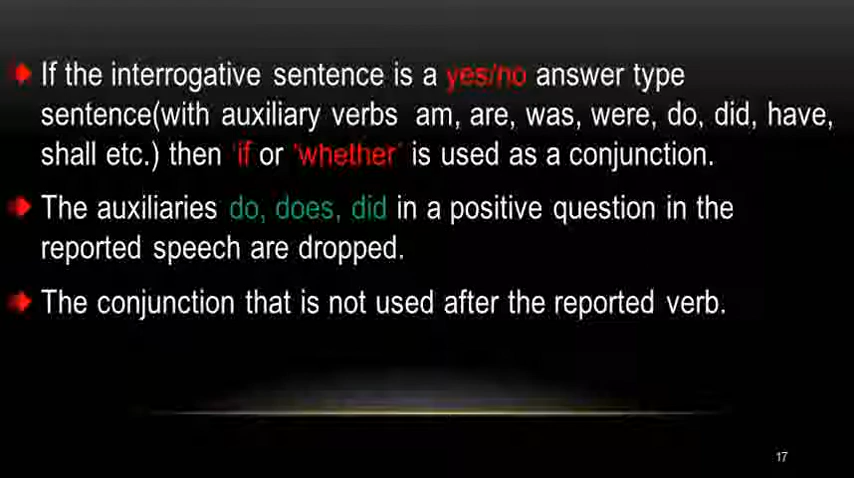 If the interrogative sentence is a yes/no answer type
sentence(with auxiliary verbs am, are, was, were, do, did, have,
shall etc.) then 'if or 'whether' is used as a conjunction.
The auxiliaries do, does, did in a positive question in the
reported speech are dropped.
The conjunction that is not used after the reported verb.
17